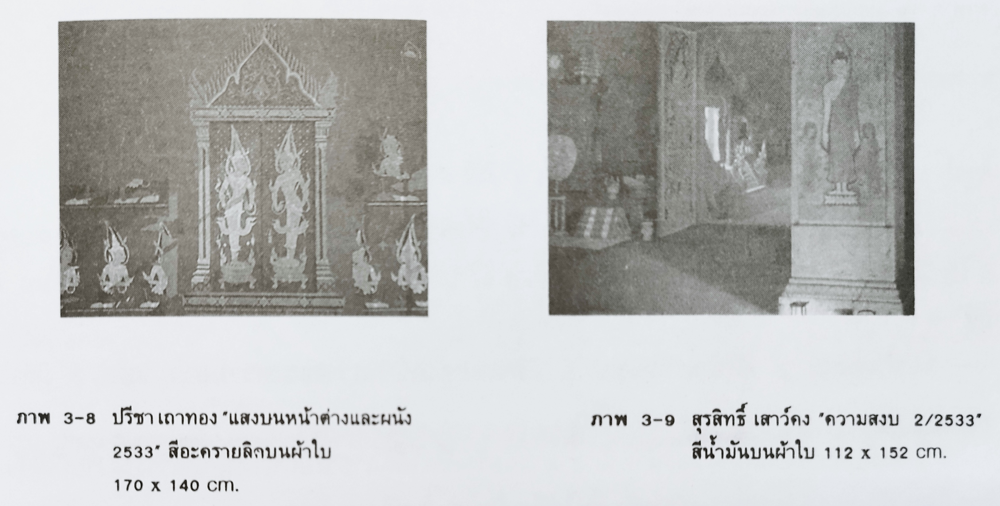 ภาพ 3-8 ปรีชา เถาทอง "แสงบนหน้าต่างและผนัง
2533" สีอะครายลิกบนผ้าใบ
170 x 140 cm.
ภาพ 3-9 สุรสิทธิ์ เสาว์คง "ความสงบ 2/2533"
สีน้ำมันบนผ้าใบ 112 x 152 cm.